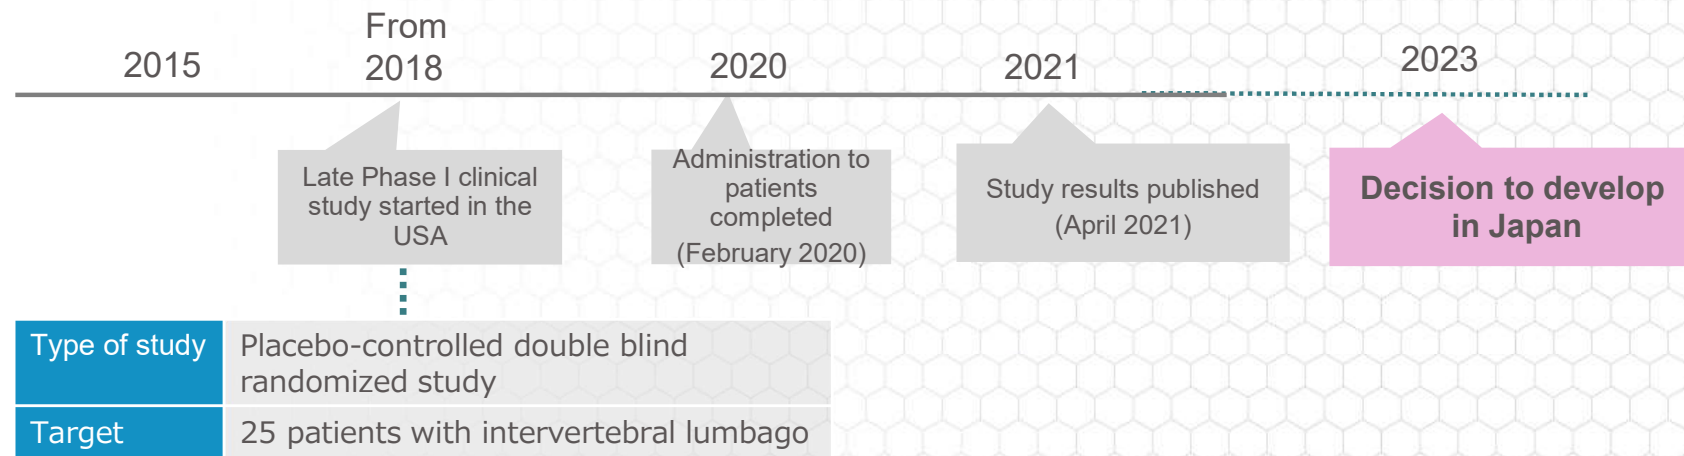 2015
From
2018
2020
2021
2023
Late Phase I clinical
study started in the
USA
Administration to
patients
completed
(February 2020)
Study results published
(April 2021)
Decision to develop
in Japan
Type of study
Placebo-controlled double blind
randomized study
Target
25 patients with intervertebral lumbago